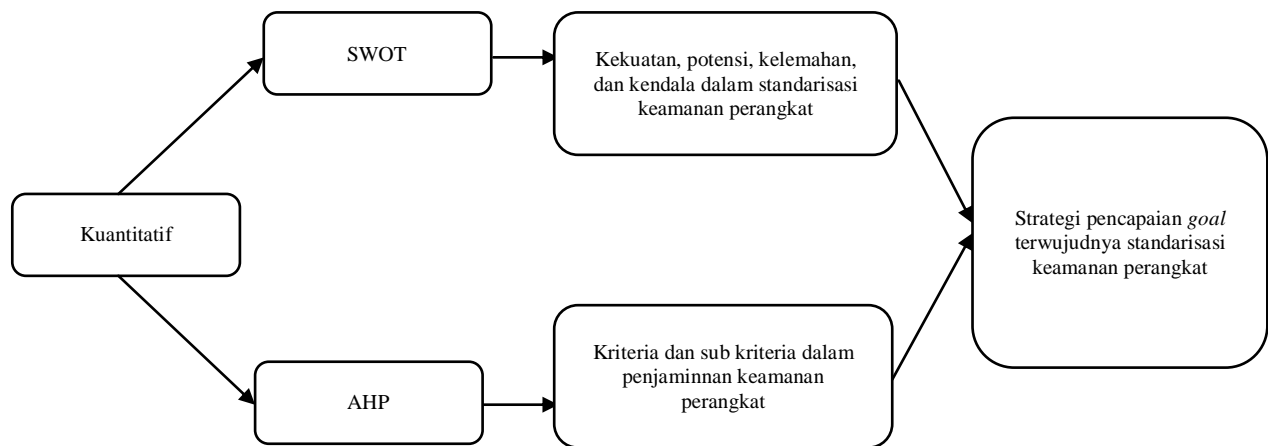 SWOT
Kekuatan, potensi, kelemahan,
dan kendala dalam standarisasi
keamanan perangkat
Kuantitatif
Strategi pencapaian goal
terwujudnya standarisasi
keamanan perangkat
AHP
Kriteria dan sub kriteria dalam
penjaminnan keamanan
perangkat